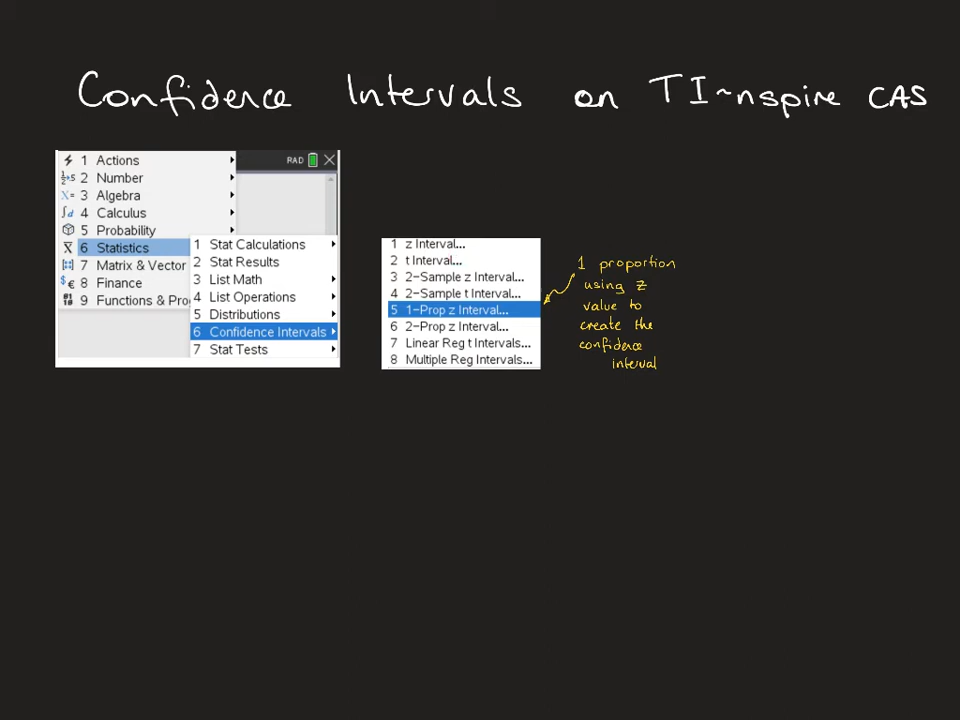 Confidence Intervals on TI-nspire CAS
1 Actions
2 Number
3 Algebra
4 Calculus
5 Probability
6 Statistics
7 Matrix & Vector
8 Finance
9 Functions & Pro
RAD
1 Stat Calculations
2 Stat Results
3 List Math
4 List Operations
5 Distributions
6 Confidence Intervals
7 Stat Tests
1 z Interval...
2 t Interval...
3 2-Sample z Interval...
4 2-Sample t Interval...
5 1-Prop z Interval...
6 2-Prop z Interval...
7 Linear Reg t Intervals...
8 Multiple Reg Intervals...
1 proportion
using z
value to
create the
confidence
interval